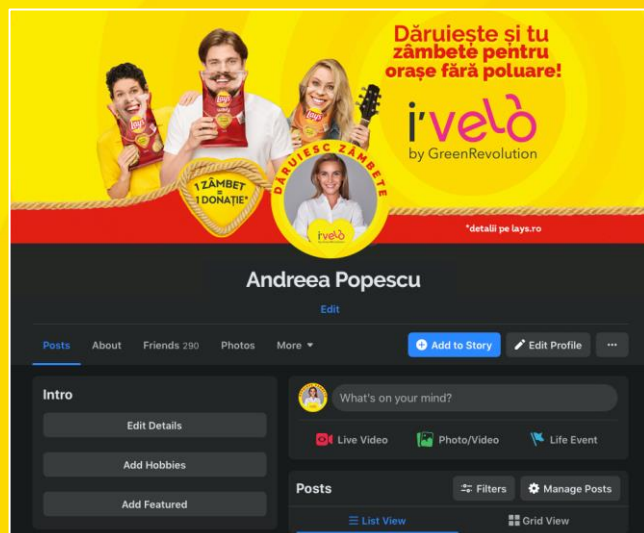 Dăruiește și tu
zâmbete pentru
orașe fără poluare!
Lay's
Lay's
Lay's
i'velo
by GreenRevolution
DĂRUIESC ZÂMBETE
1 ZÂMBET
=
1 DONAȚIE*
i'velo
*detalii pe lays.ro
Andreea Popescu
Edit
Posts About Friends 290 Photos More
Add to Story Edit Profile ...
Intro
Edit Details
Add Hobbies
Add Featured
What's on your mind?
Live Video Photo/Video Life Event
Posts Filters Manage Posts
List View Grid View